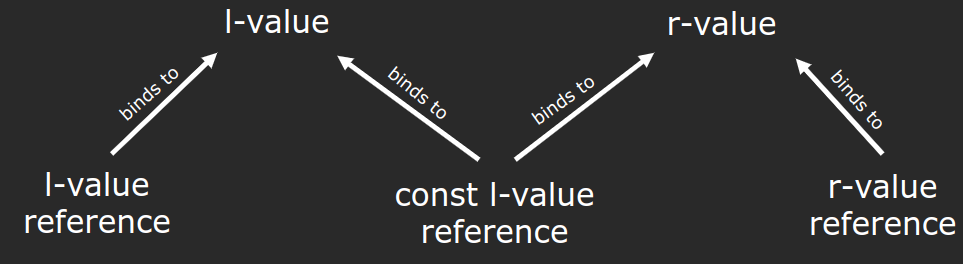 l-value
r-value
binds to
binds to
binds to
binds to
l-value
reference
const l-value
reference
r-value
reference